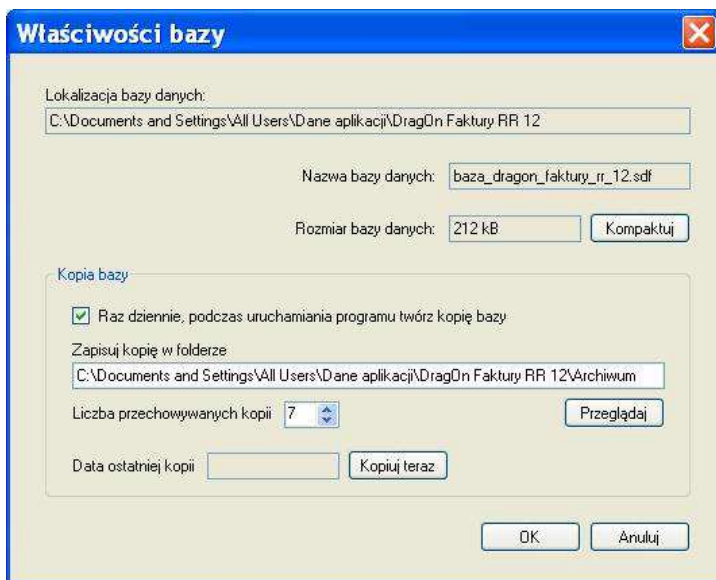 Właściwości bazy
Lokalizacja bazy danych:
C:\Documents and Settings\All Users\Dane aplikacji\DragOn Faktury RR 12
Nazwa bazy danych: baza_dragon_faktury_rr_12.sdf
Rozmiar bazy danych: 212 kB Kompaktuj
Kopia bazy
Raz dziennie, podczas uruchamiania programu twórz kopię bazy
Zapisuj kopię w folderze
C:\Documents and Settings\All Users\Dane aplikacji\DragOn Faktury RR 12\Archiwum
Liczba przechowywanych kopii 7 Przeglądaj
Data ostatniej kopii Kopiuj teraz
OK Anuluj